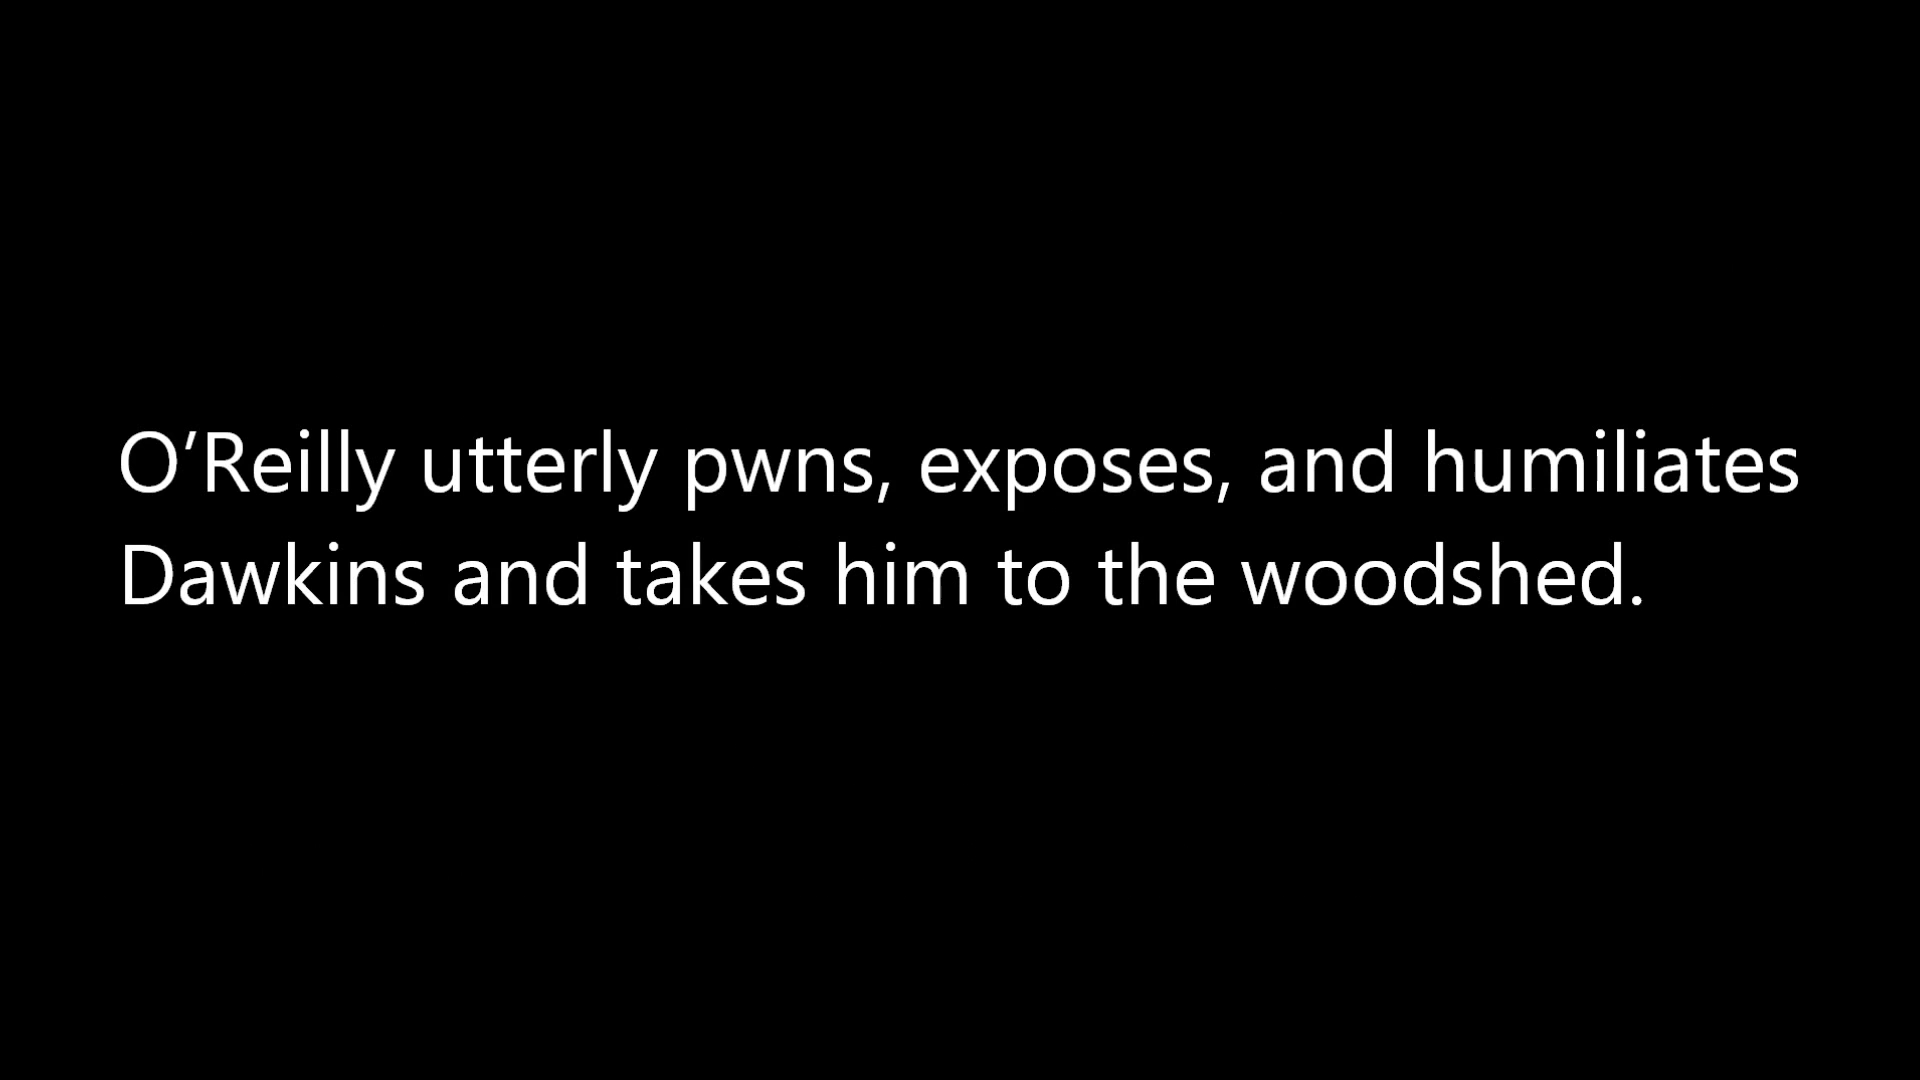 O’Reilly utterly pwns, exposes, and humiliates
Dawkins and takes him to the woodshed.